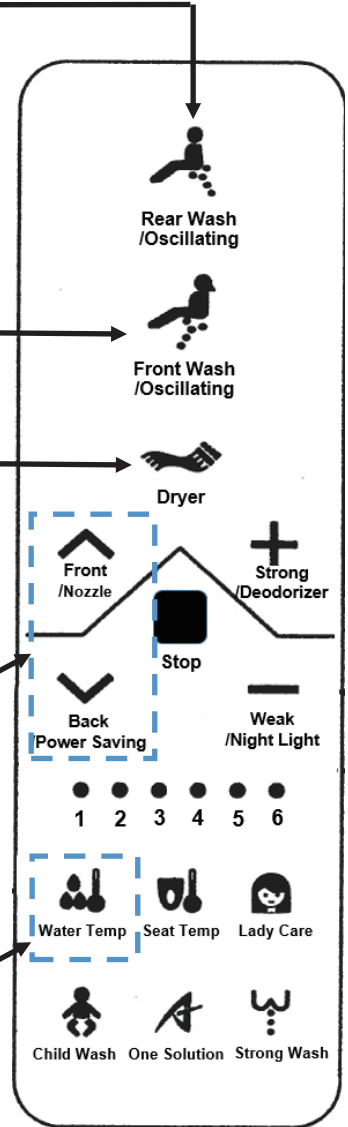 Rear Wash
/Oscillating
Front Wash
/Oscillating
Dryer
Front
/Nozzle
Strong
/Deodorizer
Stop
Back
/Power Saving
Weak
/Night Light
1 2 3 4 5 6
Water Temp Seat Temp Lady Care
Child Wash One Solution Strong Wash